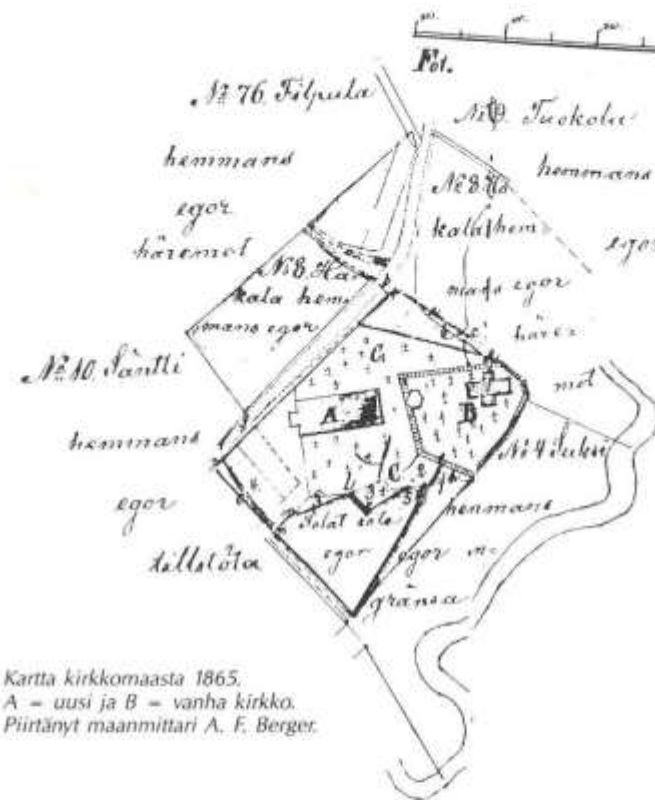 Fot.
No 76 Filpula
hemmans
egor
häremot
No Tuokola
hemmans
egor
No 8 Ha
kala hem
mans egor
härer
mot
No 8 Ha
kala hem
mans egor
No 10 Säntti
hemmans
egor
tillstöta
G
A
B
C
No 4 Juka
hemmans
egor
gränsa
egor
Kartta kirkkomaasta 1865.
A = uusi ja B = vanha kirkko.
Piirtänyt maanmittari A. F. Berger.